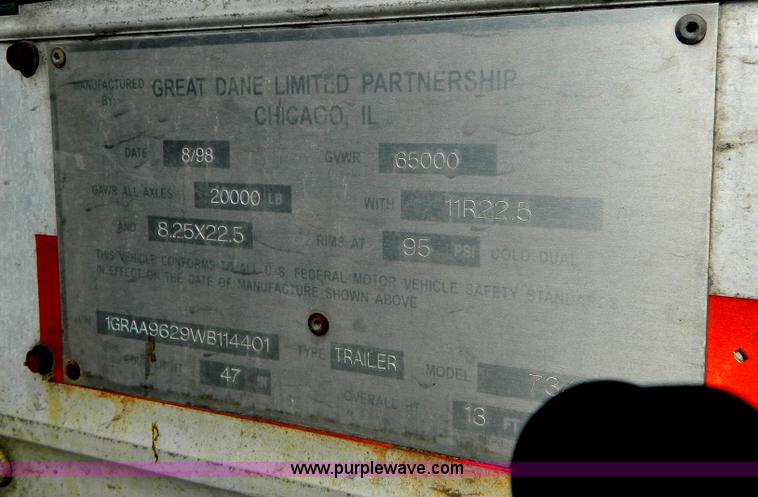 MANUFACTURED BY: GREAT DANE LIMITED PARTNERSHIP
CHICAGO, IL
DATE 8/98 GVWR 65000
GAWR ALL AXLES 20000 LB WITH 11R22.5
AND 8.25X22.5 RIMS AT 95 PSI COLD DUAL
THIS VEHICLE CONFORMS TO ALL U.S. FEDERAL MOTOR VEHICLE SAFETY STANDARDS
IN EFFECT ON THE DATE OF MANUFACTURE SHOWN ABOVE
VIN 1GRAA9629WB114401 TYPE TRAILER MODEL 73
47 IN OVERALL HT 13 FT
www.purplewave.com